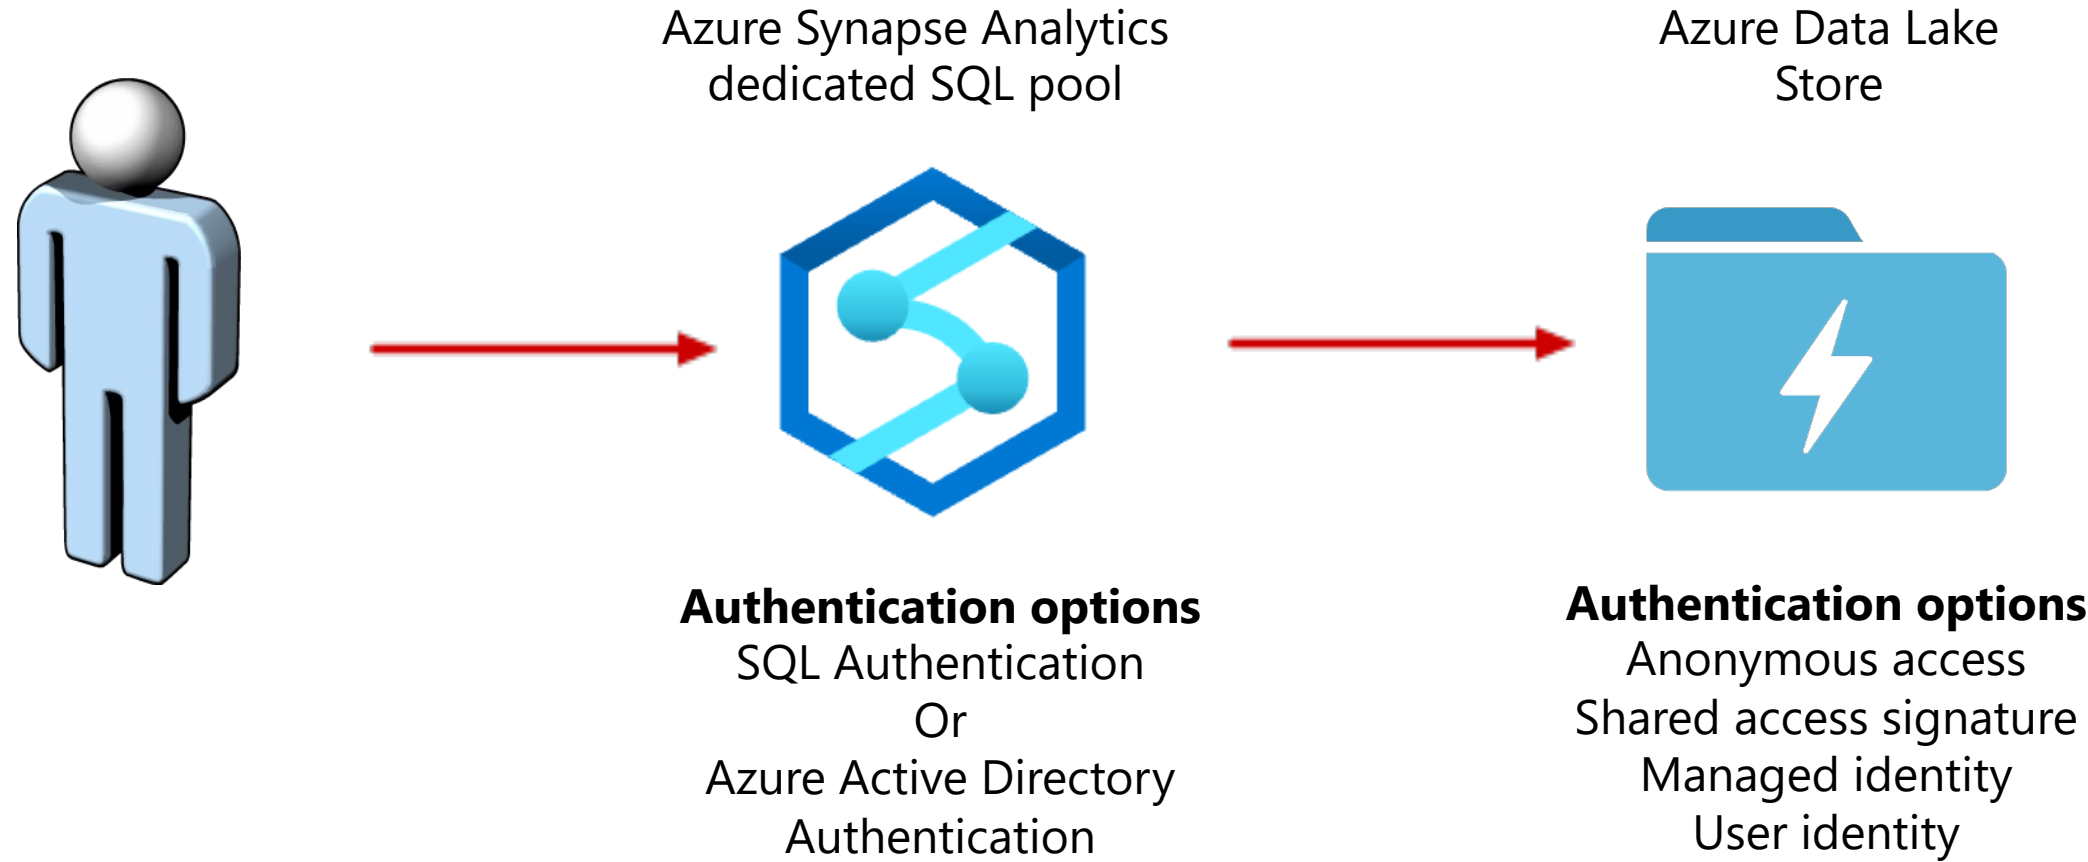 Azure Synapse Analytics
dedicated SQL pool
Azure Data Lake
Store
Authentication options
SQL Authentication
Or
Azure Active Directory
Authentication
Authentication options
Anonymous access
Shared access signature
Managed identity
User identity